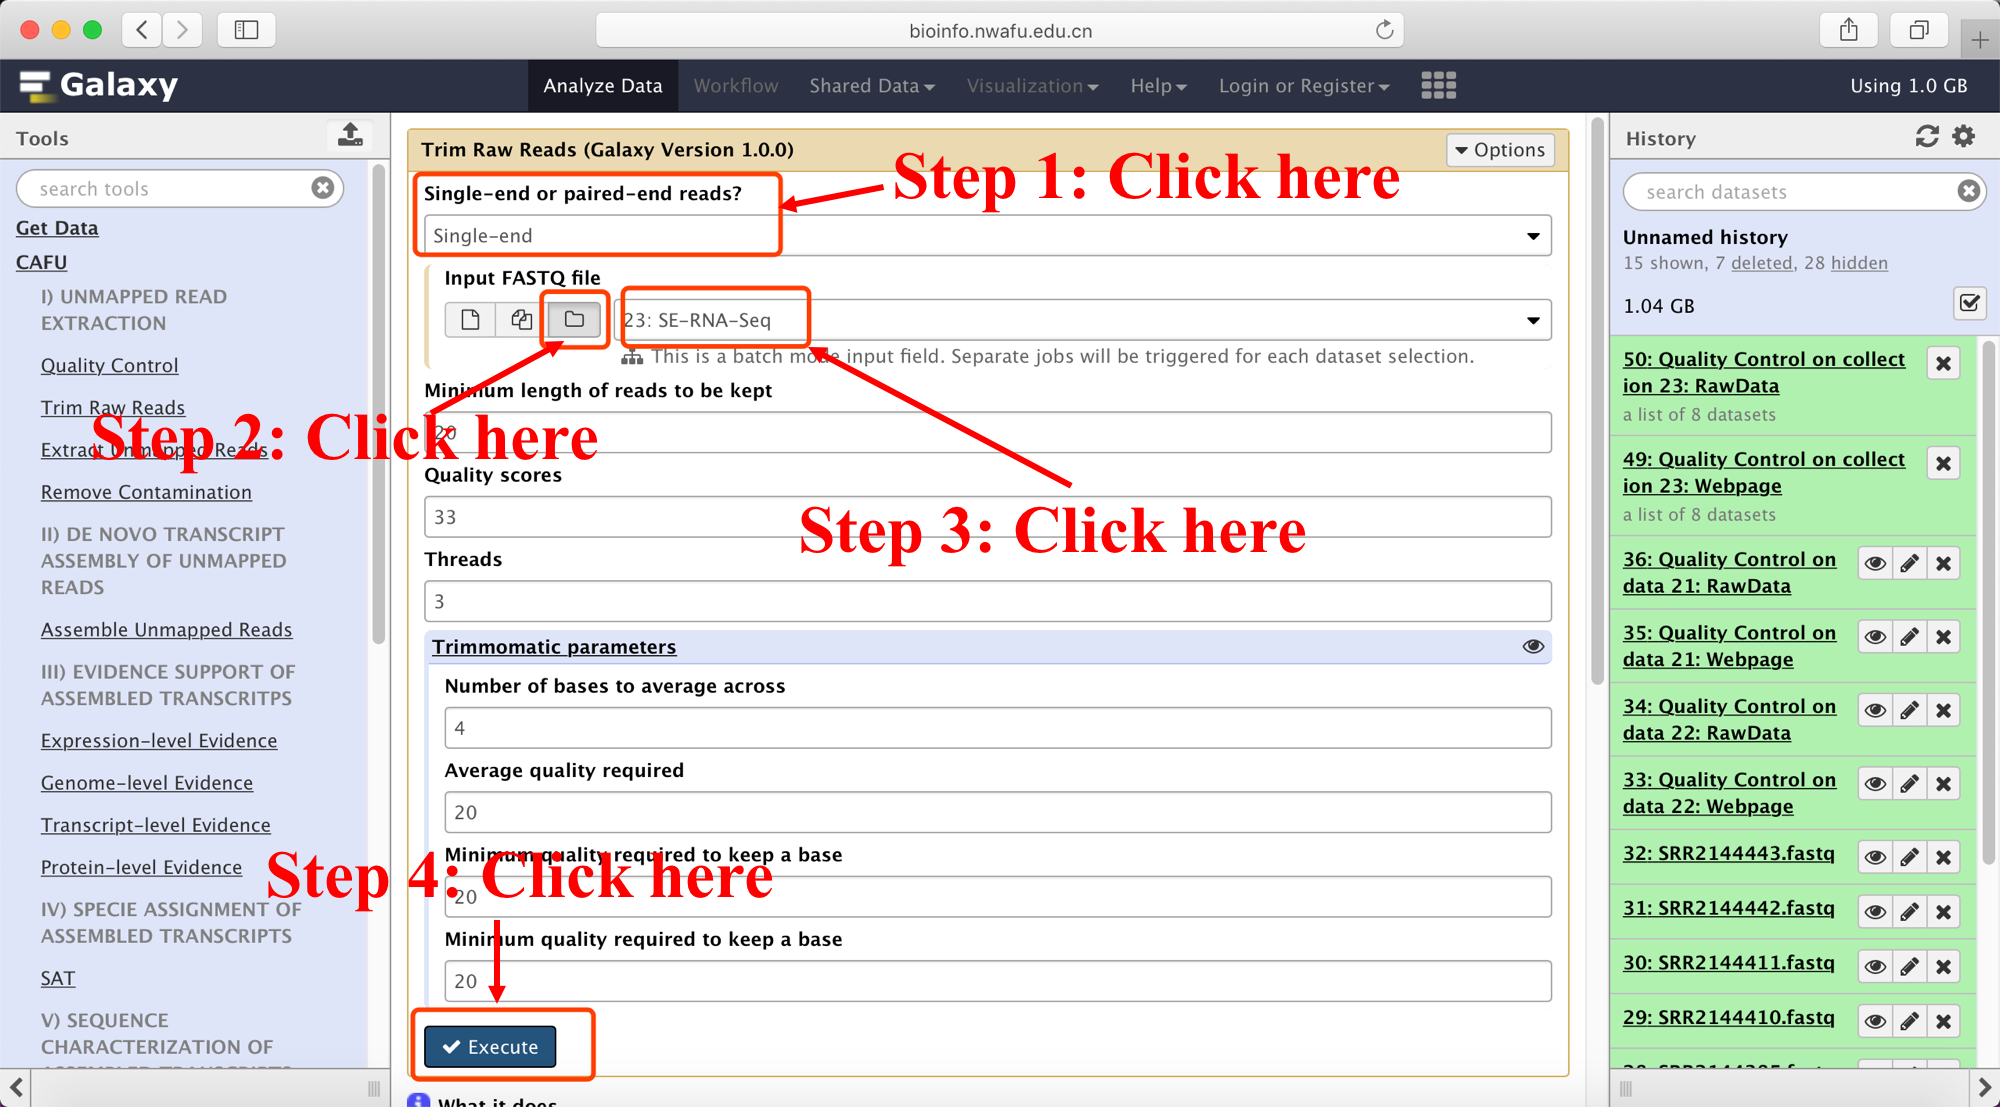 bioinfo.nwafu.edu.cn
Galaxy
Analyze Data
Workflow
Shared Data
Visualization
Help
Login or Register
Using 1.0 GB
Tools
search tools
Get Data
CAFU
I) UNMAPPED READ
EXTRACTION
Quality Control
Trim Raw Reads
Extract Unmapped Reads
Remove Contamination
II) DE NOVO TRANSCRIPT
ASSEMBLY OF UNMAPPED
READS
Assemble Unmapped Reads
III) EVIDENCE SUPPORT OF
ASSEMBLED TRANSCRITPS
Expression-level Evidence
Genome-level Evidence
Transcript-level Evidence
Protein-level Evidence
IV) SPECIE ASSIGNMENT OF
ASSEMBLED TRANSCRIPTS
SAT
V) SEQUENCE
CHARACTERIZATION OF
Trim Raw Reads (Galaxy Version 1.0.0)
Options
Step 1: Click here
Single-end or paired-end reads?
Single-end
Input FASTQ file
23: SE-RNA-Seq
This is a batch mode input field. Separate jobs will be triggered for each dataset selection.
Minimum length of reads to be kept
20
Step 2: Click here
Quality scores
33
Step 3: Click here
Threads
3
Trimmomatic parameters
Number of bases to average across
4
Average quality required
20
Minimum quality required to keep a base
20
Step 4: Click here
Minimum quality required to keep a base
20
Execute
What it does
History
search datasets
Unnamed history
15 shown, 7 deleted, 28 hidden
1.04 GB
50: Quality Control on collect
ion 23: RawData
a list of 8 datasets
49: Quality Control on collect
ion 23: Webpage
a list of 8 datasets
36: Quality Control on
data 21: RawData
35: Quality Control on
data 21: Webpage
34: Quality Control on
data 22: RawData
33: Quality Control on
data 22: Webpage
32: SRR2144443.fastq
31: SRR2144442.fastq
30: SRR2144411.fastq
29: SRR2144410.fastq